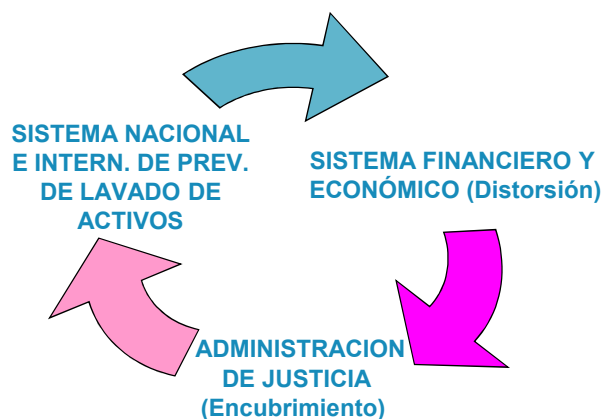 SISTEMA NACIONAL
E INTERN. DE PREV.
DE LAVADO DE
ACTIVOS
SISTEMA FINANCIERO Y
ECONÓMICO (Distorsión)
ADMINISTRACION
DE JUSTICIA
(Encubrimiento)